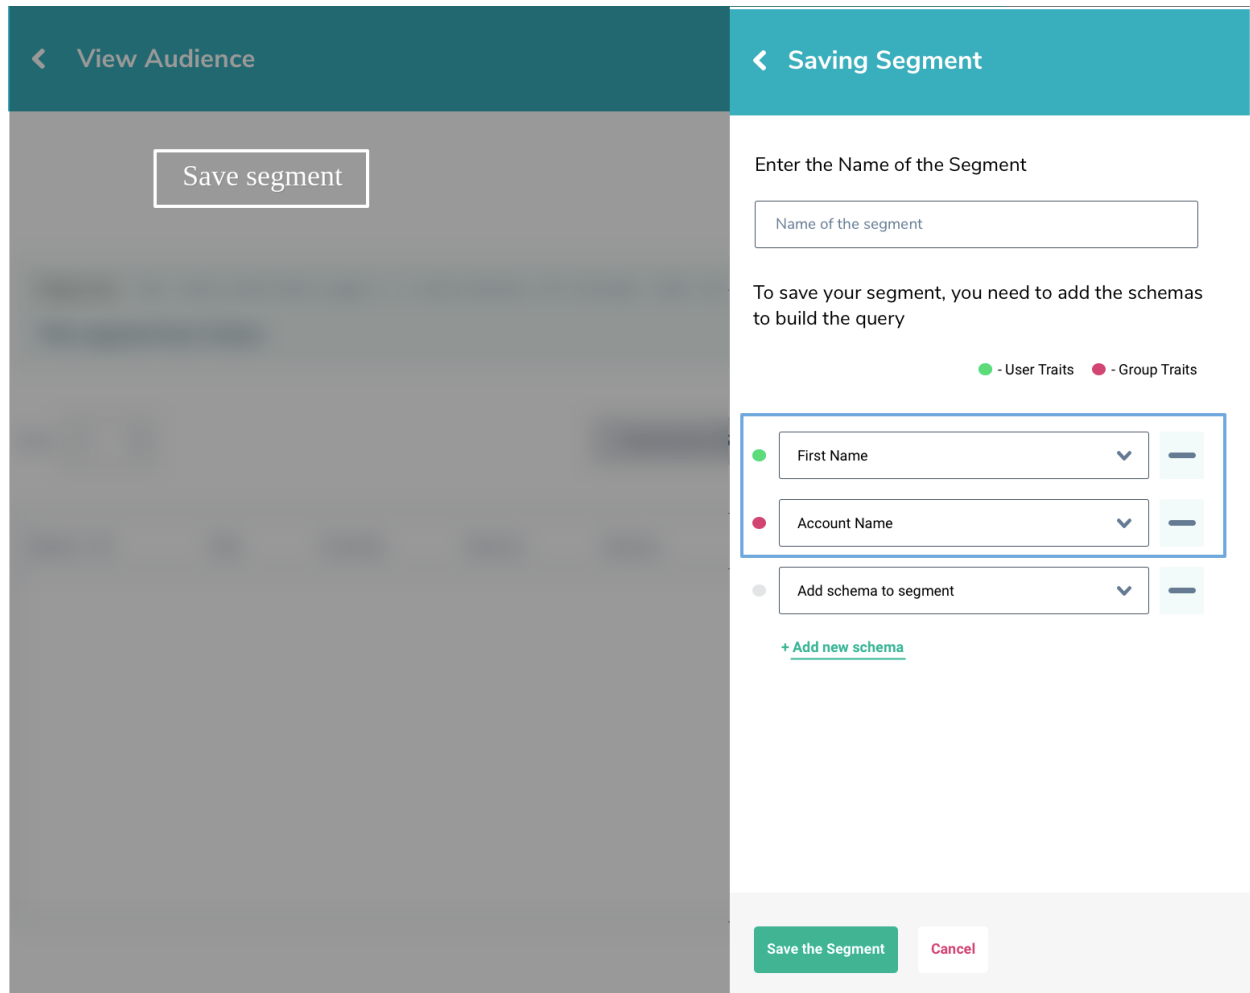 View Audience
Save segment
Saving Segment
Enter the Name of the Segment
Name of the segment
To save your segment, you need to add the schemas
to build the query
- User Traits
- Group Traits
First Name
Account Name
Add schema to segment
+ Add new schema
Save the Segment
Cancel